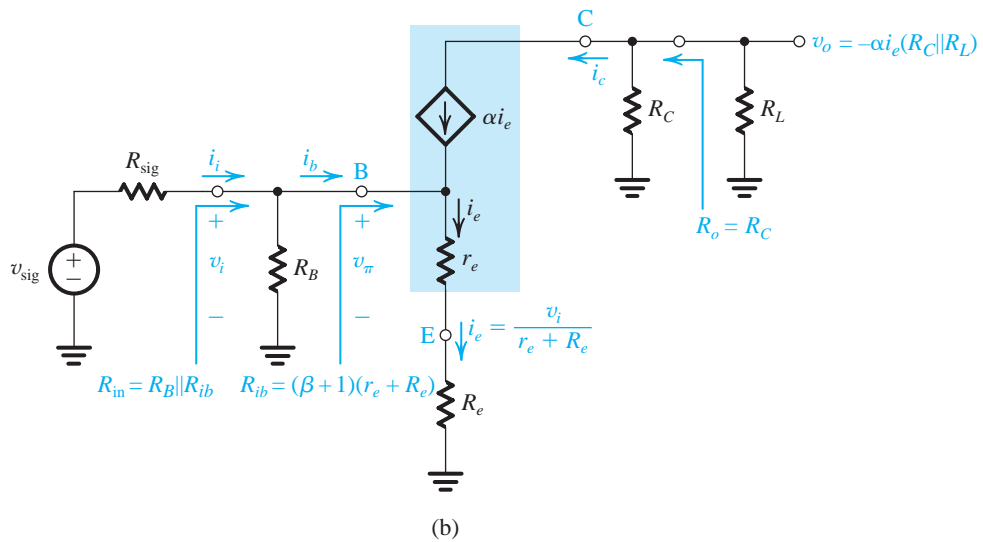 C
v_o = −αi_e(R_C||R_L)
i_c
αi_e
R_C
R_L
R_sig
i_i
i_b
B
i_e
R_o = R_C
+
+
v_sig
+
−
v_i
R_B
v_π
r_e
−
−
E
i_e = v_i / r_e + R_e
R_in = R_B||R_ib
R_ib = (β + 1)(r_e + R_e)
R_e
(b)